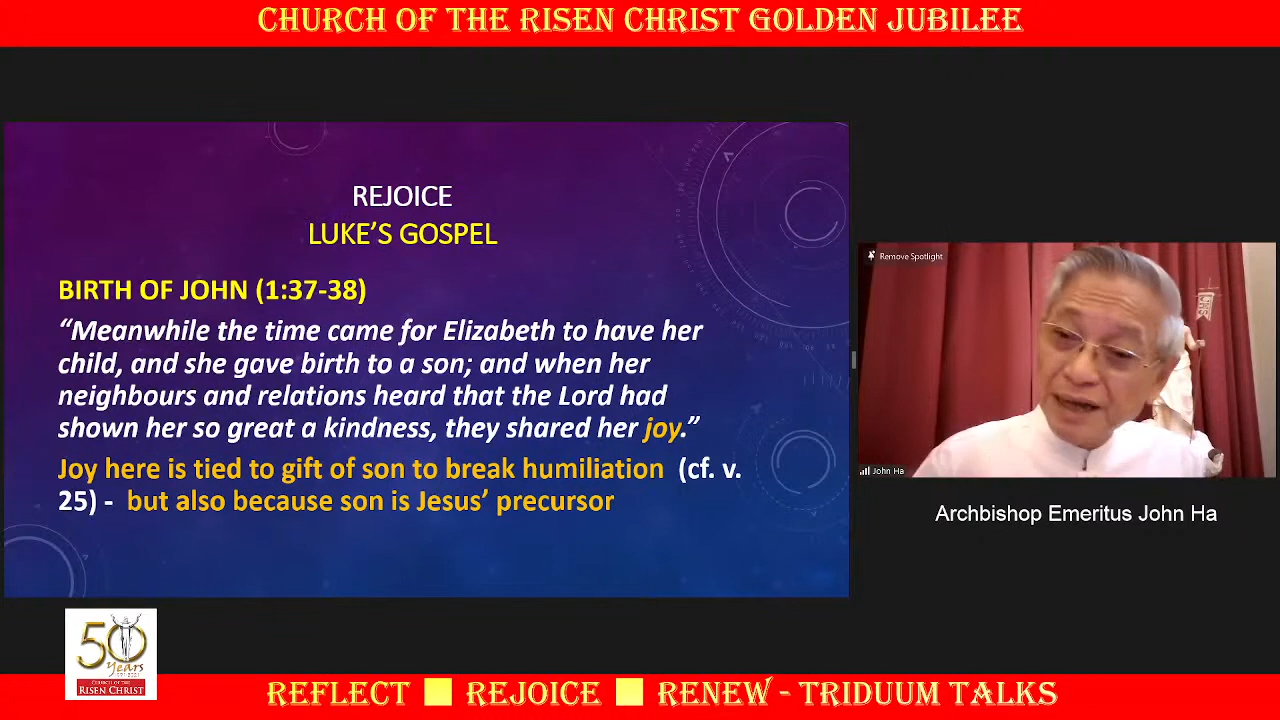 CHURCH OF THE RISEN CHRIST GOLDEN JUBILEE
REJOICE
LUKE'S GOSPEL
BIRTH OF JOHN (1:37-38)
“Meanwhile the time came for Elizabeth to have her
child, and she gave birth to a son; and when her
neighbours and relations heard that the Lord had
shown her so great a kindness, they shared her joy.”
Joy here is tied to gift of son to break humiliation (cf. v.
25) - but also because son is Jesus’ precursor
Remove Spotlight
John Ha
Archbishop Emeritus John Ha
50
Years
CHURCH OF THE
RISEN CHRIST
REFLECT REJOICE RENEW - TRIDUUM TALKS